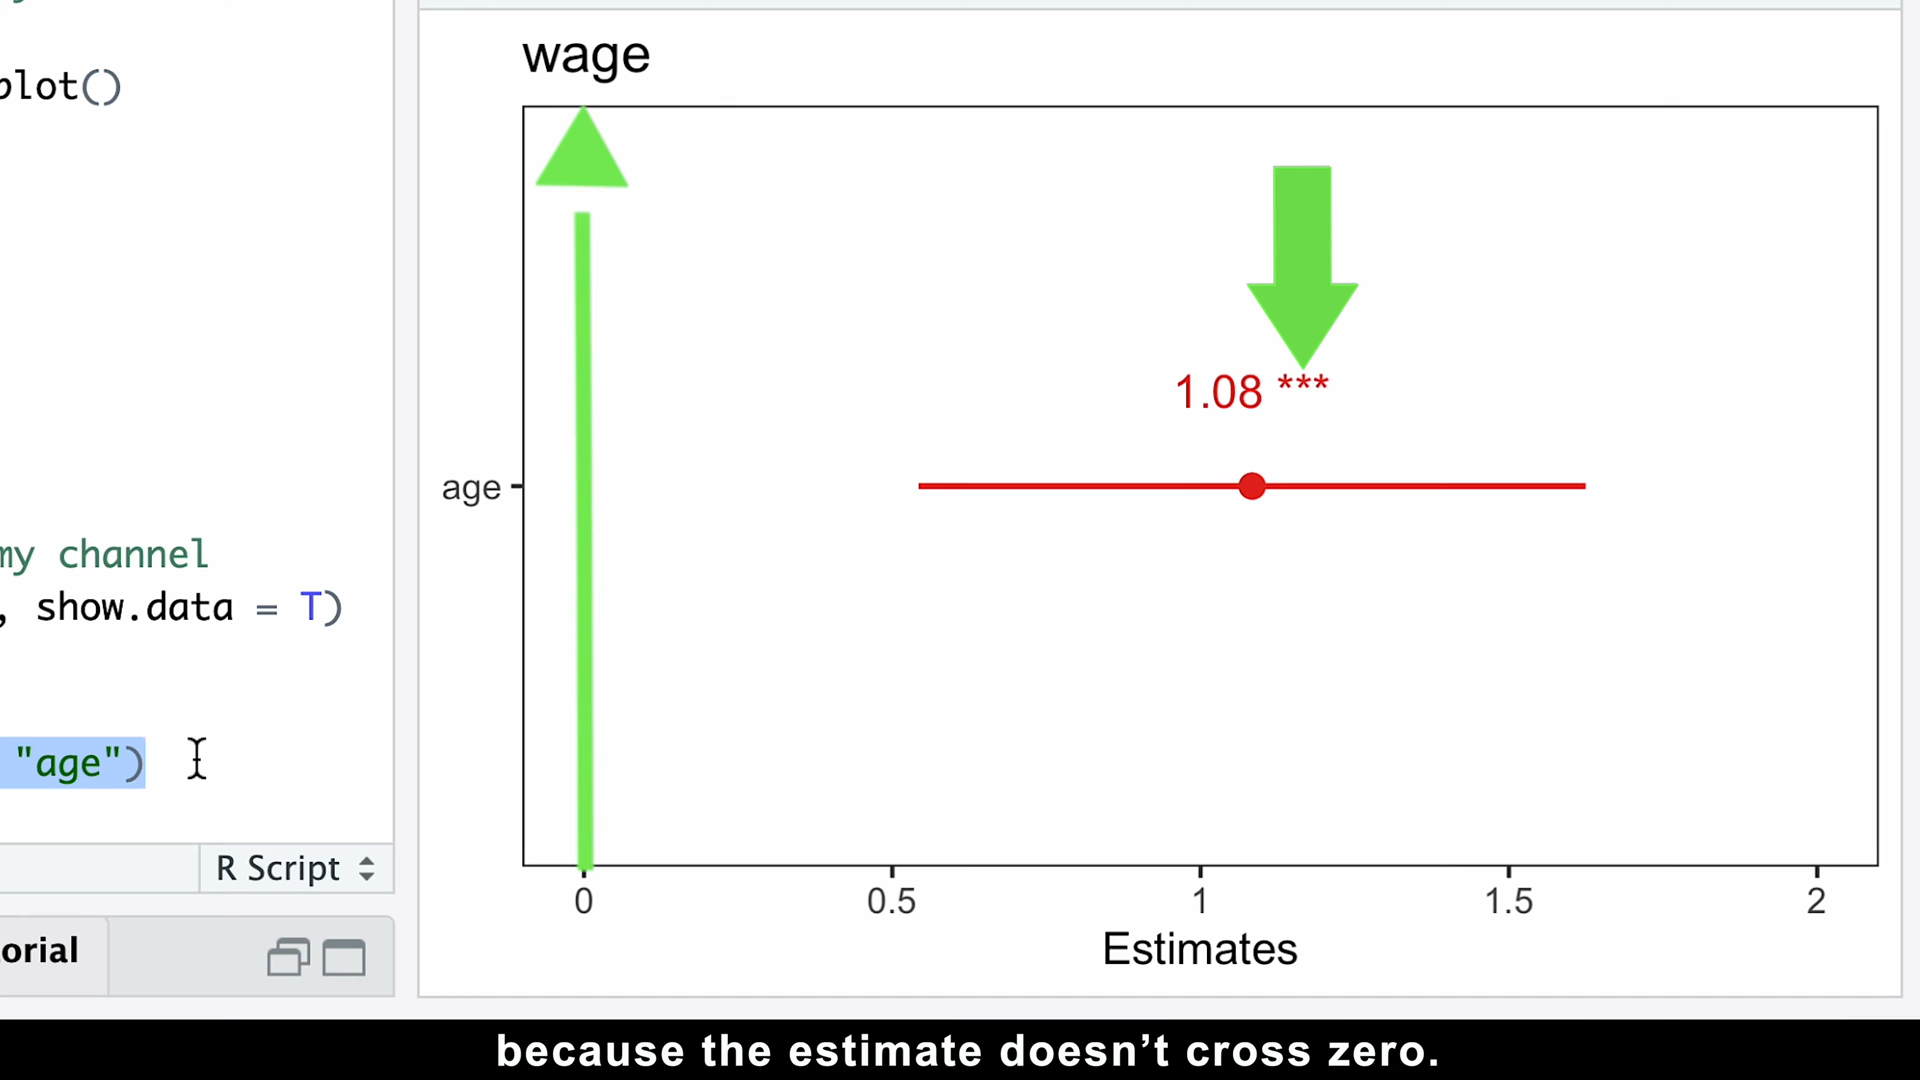 plot()
my channel
, show.data = T)
"age")
R Script
orial
wage
1.08 ***
age
0 0.5 1 1.5 2
Estimates
because the estimate doesn’t cross zero.